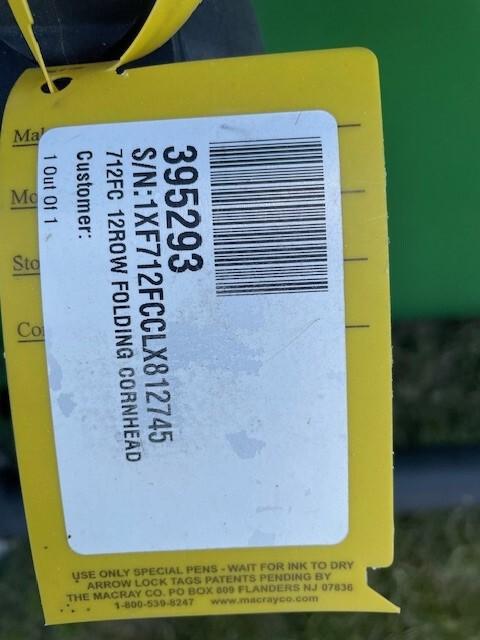 395293
S/N:1XF712FCCLX812745
712FC 12ROW FOLDING CORNHEAD
Customer:
1 Out Of 1
Mo
Sto
USE ONLY SPECIAL PENS - WAIT FOR INK TO DRY
ARROW LOCK TAGS PATENTS PENDING BY
THE MACRAY CO. PO BOX 809 FLANDERS NJ 07836
1-800-539-8247 www.macrayco.com